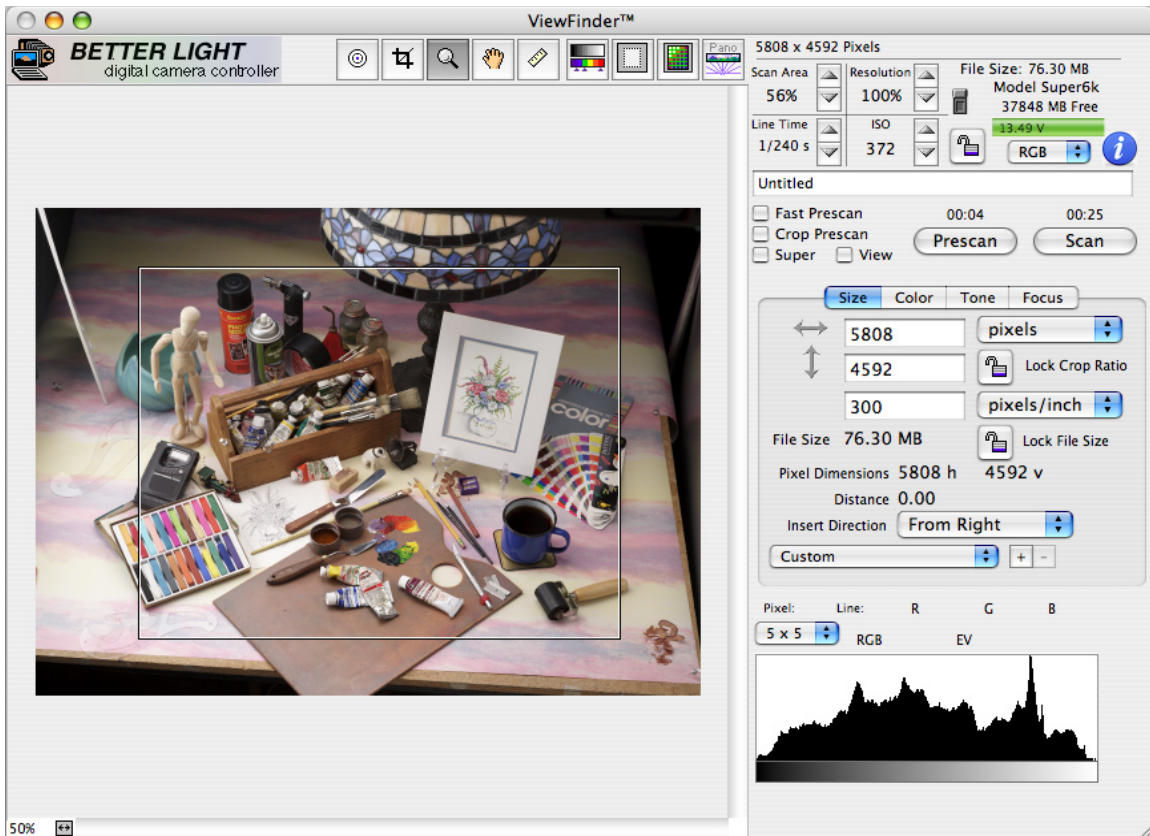 ViewFinder™
BETTER LIGHT
digital camera controller
Pano
5808 x 4592 Pixels
Scan Area
56%
Resolution
100%
File Size: 76.30 MB
Model Super6k
37848 MB Free
Line Time
1/240 s
ISO
372
13.49 V
RGB
i
Untitled
Fast Prescan
Crop Prescan
Super
View
00:04
00:25
Prescan
Scan
Size
Color
Tone
Focus
5808
pixels
4592
Lock Crop Ratio
300
pixels/inch
File Size 76.30 MB
Lock File Size
Pixel Dimensions 5808 h 4592 v
Distance 0.00
Insert Direction From Right
Custom
+
-
Pixel: Line: R G B
5 x 5
RGB EV
color
50%